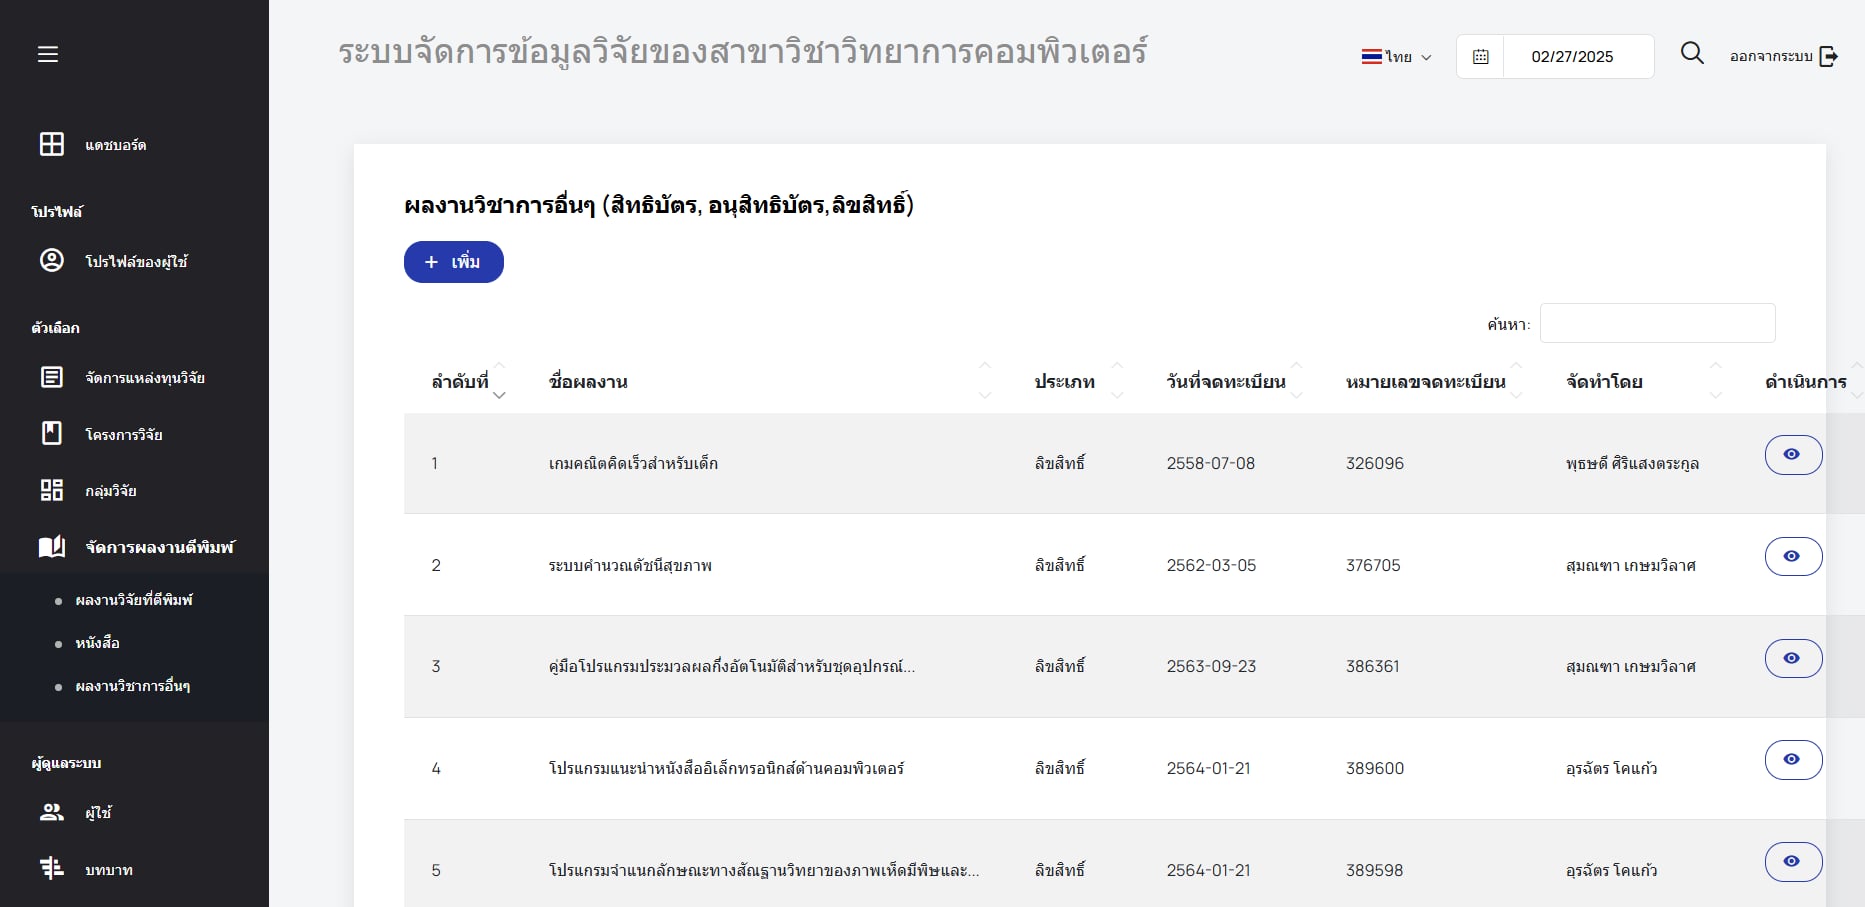 ระบบจัดการข้อมูลวิจัยของสาขาวิชาวิทยาการคอมพิวเตอร์
ไทย
02/27/2025
ออกจากระบบ
แดชบอร์ด
โปรไฟล์
โปรไฟล์ของผู้ใช้
ตัวเลือก
จัดการแหล่งทุนวิจัย
โครงการวิจัย
กลุ่มวิจัย
จัดการผลงานตีพิมพ์
ผลงานวิจัยที่ตีพิมพ์
หนังสือ
ผลงานวิชาการอื่นๆ
ผู้ดูแลระบบ
ผู้ใช้
บทบาท
ผลงานวิชาการอื่นๆ (สิทธิบัตร, อนุสิทธิบัตร,ลิขสิทธิ์)
+ เพิ่ม
ค้นหา:
ลำดับที่ ชื่อผลงาน ประเภท วันที่จดทะเบียน หมายเลขจดทะเบียน จัดทำโดย ดำเนินการ
1 เกมคณิตคิดเร็วสำหรับเด็ก ลิขสิทธิ์ 2558-07-08 326096 พุธษดี ศิริแสงตระกูล
2 ระบบคำนวณดัชนีสุขภาพ ลิขสิทธิ์ 2562-03-05 376705 สุมณฑา เกษมวิลาศ
3 คู่มือโปรแกรมประมวลผลกึ่งอัตโนมัติสำหรับชุดอุปกรณ์... ลิขสิทธิ์ 2563-09-23 386361 สุมณฑา เกษมวิลาศ
4 โปรแกรมแนะนำหนังสืออิเล็กทรอนิกส์ด้านคอมพิวเตอร์ ลิขสิทธิ์ 2564-01-21 389600 อุรฉัตร โคแก้ว
5 โปรแกรมจำแนกลักษณะทางสัณฐานวิทยาของภาพเห็ดมีพิษและ... ลิขสิทธิ์ 2564-01-21 389598 อุรฉัตร โคแก้ว